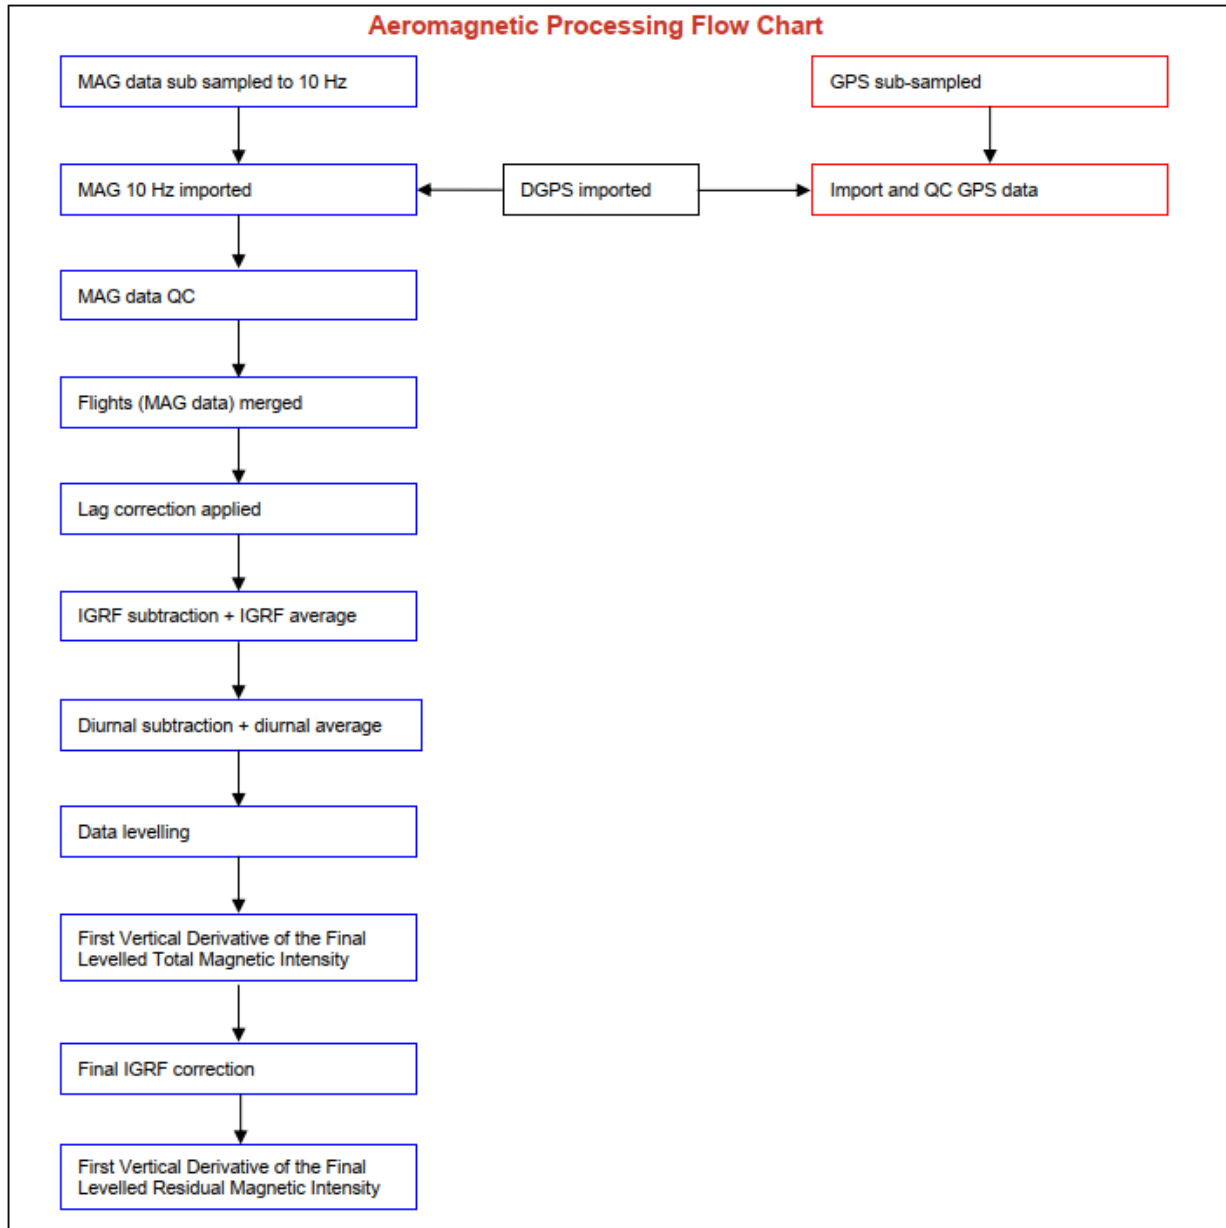 Aeromagnetic Processing Flow Chart
MAG data sub sampled to 10 Hz
GPS sub-sampled
MAG 10 Hz imported
DGPS imported
Import and QC GPS data
MAG data QC
Flights (MAG data) merged
Lag correction applied
IGRF subtraction + IGRF average
Diurnal subtraction + diurnal average
Data levelling
First Vertical Derivative of the Final
Levelled Total Magnetic Intensity
Final IGRF correction
First Vertical Derivative of the Final
Levelled Residual Magnetic Intensity